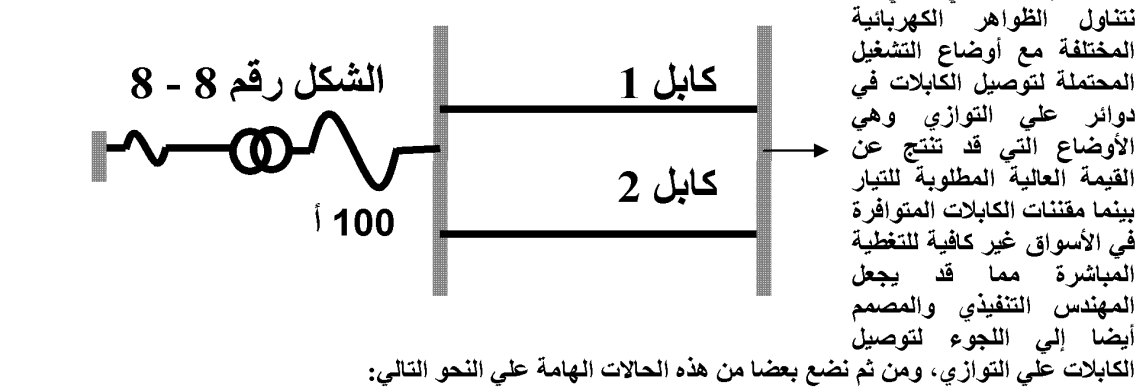 نتناول الظواهر الكهربائية
المختلفة مع أوضاع التشغيل
المحتملة لتوصيل الكابلات في
دوائر علي التوازي وهي
الأوضاع التي قد تنتج عن
القيمة العالية المطلوبة للتيار
بينما مقننات الكابلات المتوافرة
في الأسواق غير كافية للتغطية
المباشرة مما قد يجعل
المهندس التنفيذي والمصمم
أيضا إلي اللجوء لتوصيل
الكابلات علي التوازي، ومن ثم نضع بعضا من هذه الحالات الهامة علي النحو التالي:
الشكل رقم 8 - 8
كابل 1
كابل 2
100 أ